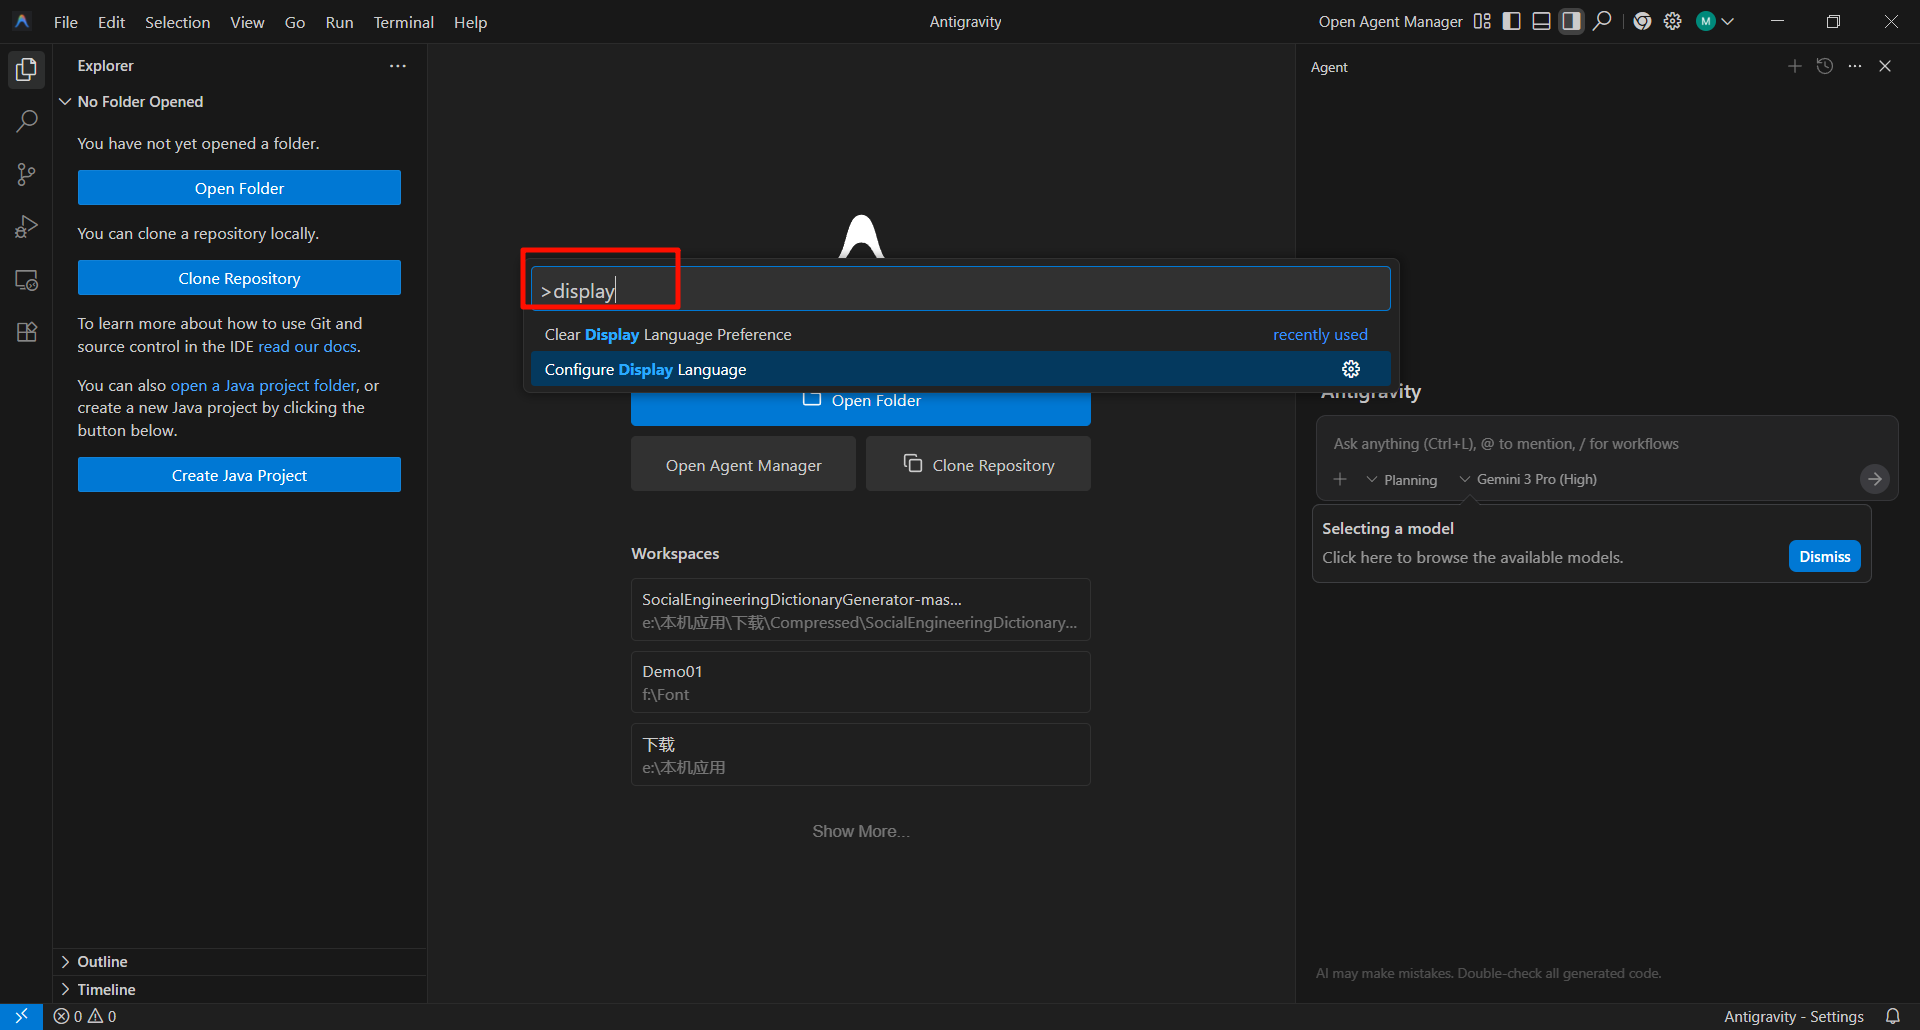 File Edit Selection View Go Run Terminal Help
Antigravity
Open Agent Manager
M
Explorer
No Folder Opened
You have not yet opened a folder.
Open Folder
You can clone a repository locally.
Clone Repository
To learn more about how to use Git and
source control in the IDE read our docs.
You can also open a Java project folder, or
create a new Java project by clicking the
button below.
Create Java Project
Outline
Timeline
>display
Clear Display Language Preference
recently used
Configure Display Language
Open Folder
Open Agent Manager
Clone Repository
Workspaces
SocialEngineeringDictionaryGenerator-mas...
e:\本机应用\下载\Compressed\SocialEngineeringDictionary...
Demo01
f:\Font
下载
e:\本机应用
Show More...
Agent
Antigravity
Ask anything (Ctrl+L), @ to mention, / for workflows
Planning
Gemini 3 Pro (High)
Selecting a model
Click here to browse the available models.
Dismiss
AI may make mistakes. Double-check all generated code.
0 0
Antigravity - Settings